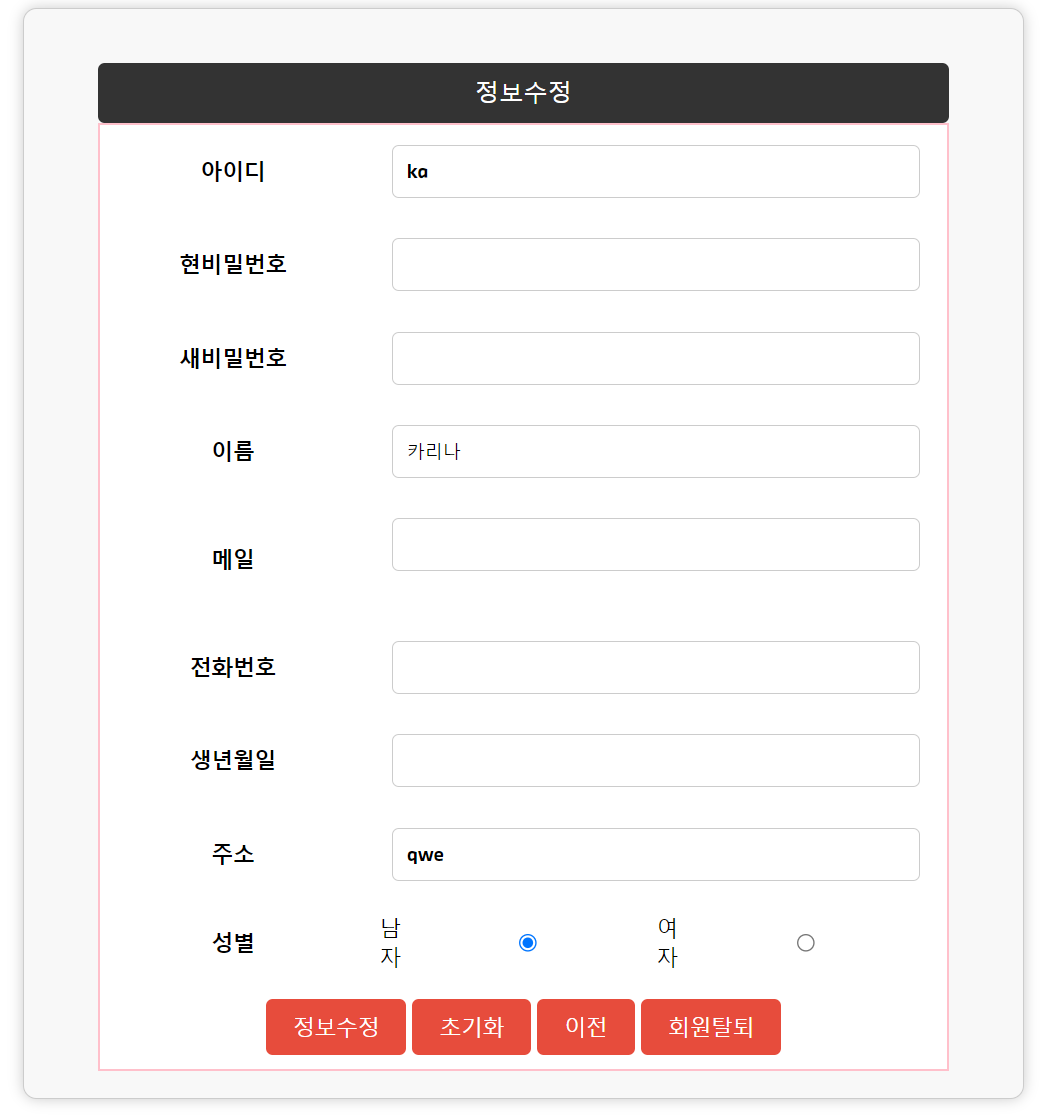 정보수정
아이디 ka
현비밀번호
새비밀번호
이름 카리나
메일
전화번호
생년월일
주소 qwe
성별 남자 여자
정보수정 초기화 이전 회원탈퇴